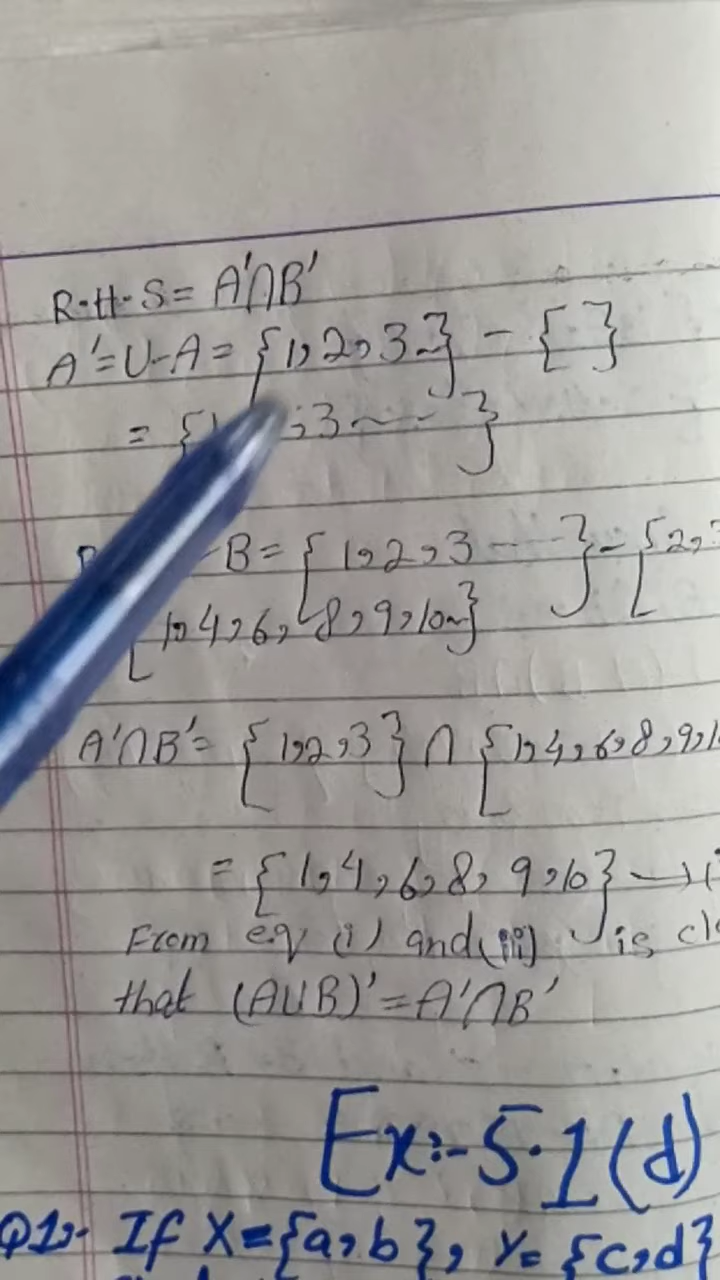 R.H.S = A'∩B'
A' = U-A = {1,2,3~} - { }
= {1 ,3~~- }
B = {1,2,3 ----} - {2,
{1,4,6,8,9,10~}
A'∩B' = {1,2,3} ∩ {1,4,6,8,9,1
= {1,4,6,8,9,10} →(
From eq (i) and (ii) is cle
that (AUB)' = A'∩B'
Ex:-5.1(d)
Q1:- If X={a,b}, Y= {c,d}